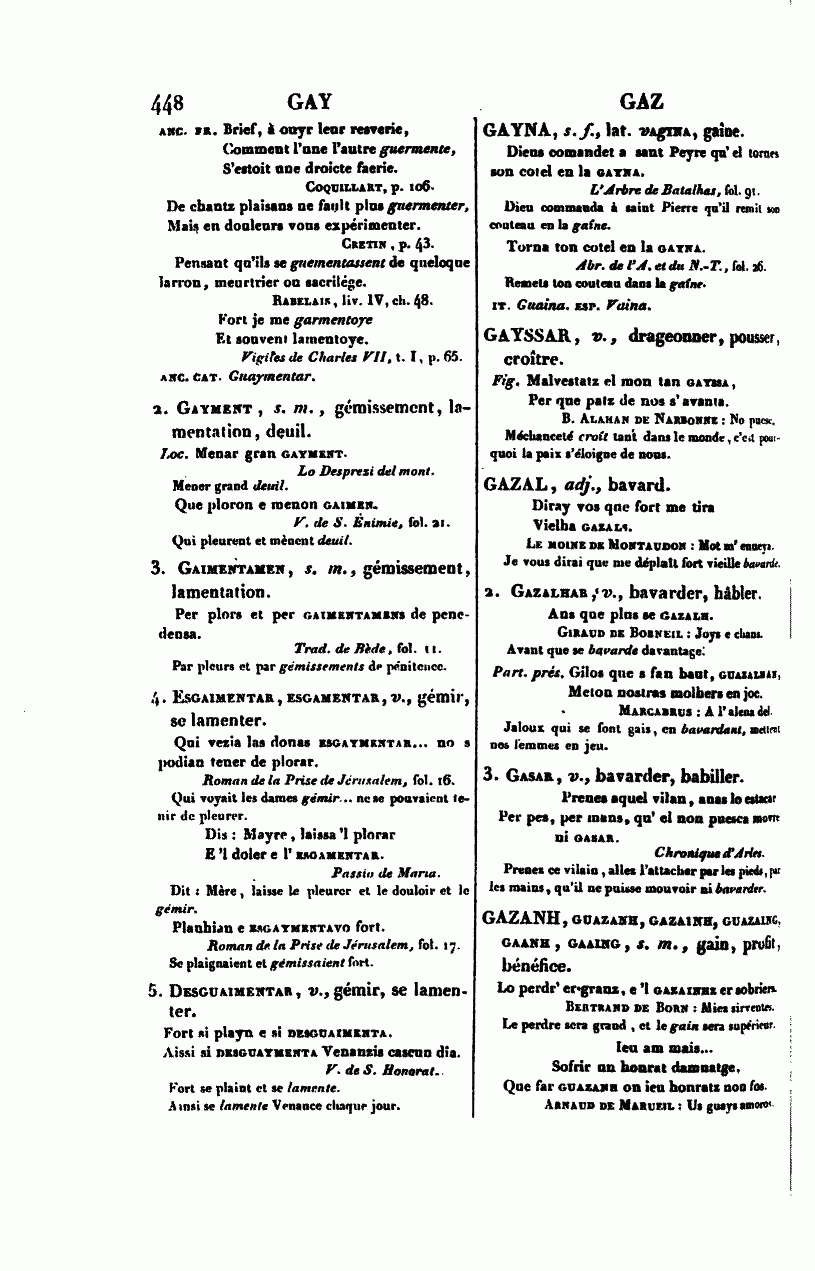 448 GAY GAZ
ANC. FR. Brief, à ouyr leur resverie,
Comment l'une l'autre guermente,
S'estoit une droicte faerie.
COQUILLART, p. 106.
De chantz plaisans ne fault plus guermenter,
Mais en douleurs vous expérimenter.
CRETIN, p. 43.
Pensant qu'ils se guementassent de quelque
larron, meurtrier ou sacrilége.
RABELAIS, liv. IV, ch. 48.
Fort je me garmentoye
Et souvent lamentoye.
Vigiles de Charles VII, t. I, p. 65.
ANC. CAT. Guaymentar.
2. GAYMENT, s. m., gémissement, la-
mentation, deuil.
Loc. Menar gran GAYMENT.
Lo Desprezi del mont.
Mener grand deuil.
Que ploron e menon GAIMEN.
V. de S. Énimie, fol. 21.
Qui pleurent et mènent deuil.
3. GAIMENTAMEN, s. m., gémissement,
lamentation.
Per plors et per GAIMENTAMENS de pene-
densa.
Trad. de Bède, fol. 11.
Par pleurs et par gémissements de pénitence.
4. ESGAIMENTAR, ESGAMENTAR, v., gémir,
se lamenter.
Qui vezia las donas ESGAYMENTAR... no s
podian tener de plorar.
Roman de la Prise de Jérusalem, fol. 16.
Qui voyait les dames gémir... ne se pouvaient te-
nir de pleurer.
Dis : Mayre, laissa 'l plorar
E 'l doler e l' ESGAMENTAR.
Passio de Maria.
Dit : Mère, laisse le pleurer et le douloir et le
gémir.
Planhian e ESGAYMENTAVO fort.
Roman de la Prise de Jérusalem, fol. 17.
Se plaignaient et gémissaient fort.
5. DESGUAIMENTAR, v., gémir, se lamen-
ter.
Fort si playn e si DESGUAIMENTA.
Aissi si DESGUAYMENTA Venanzis cascun dia.
V. de S. Honorat.
Fort se plaint et se lamente.
Ainsi se lamente Venance chaque jour.
GAYNA, s. f., lat. VAGINA, gaîne.
Dieus comandet a sant Peyre qu'el tornes
son cotel en la GAYNA.
L'Arbre de Batalhas, fol. 91.
Dieu commanda à saint Pierre qu'il remît son
couteau en la gaîne.
Torna ton cotel en la GAYNA.
Abr. de l'A. et du N.-T., fol. 26.
Remets ton couteau dans la gaîne.
IT. Guaina. ESP. Vaina.
GAYSSAR, v., drageonner, pousser,
croître.
Fig. Malvestatz el mon tan GAYSSA,
Per que patz de nos s'avanta.
B. ALAHAN DE NARBONNE : No puesc.
Méchanceté croît tant dans le monde, c'est pour-
quoi la paix s'éloigne de nous.
GAZAL, adj., bavard.
Diray vos que fort me tira
Vielha GAZALS.
LE MOINE DE MONTAUDON : Mot m'enueya.
Je vous dirai que me déplaît fort vieille bavarde.
2. GAZALHAR, v., bavarder, hâbler.
Ans que plus se GAZALH.
GIRAUD DE BORNEIL : Joys e chans.
Avant que se bavarde davantage.
Part. prés. Gilos que s fan baut, GUAZALHAN,
Meton nostras molhers en joc.
MARCABRUS : A l'alena del.
Jaloux qui se font gais, en bavardant, mettent
nos femmes en jeu.
3. GASAR, v., bavarder, babiller.
Prenes aquel vilan, anas lo estacar
Per pes, per mans, qu' el non puesca movre
ni GASAR.
Chronique d'Arles.
Prenez ce vilain, allez l'attacher par les pieds, par
les mains, qu'il ne puisse mouvoir ni bavarder.
GAZANH, GUAZANH, GAZAINH, GUAZAING,
GAANH, GAAING, s. m., gain, profit,
bénéfice.
Lo perdr' er granz, e 'l GAZAINHZ er sobriers.
BERTRAND DE BORN : Miez sirventes.
Le perdre sera grand, et le gain sera supérieur.
Ieu am mais...
Sofrir un honrat damnatge,
Que far GUAZANH on ieu honratz non fos.
ARNAUD DE MARUEIL : Us guays amoros.